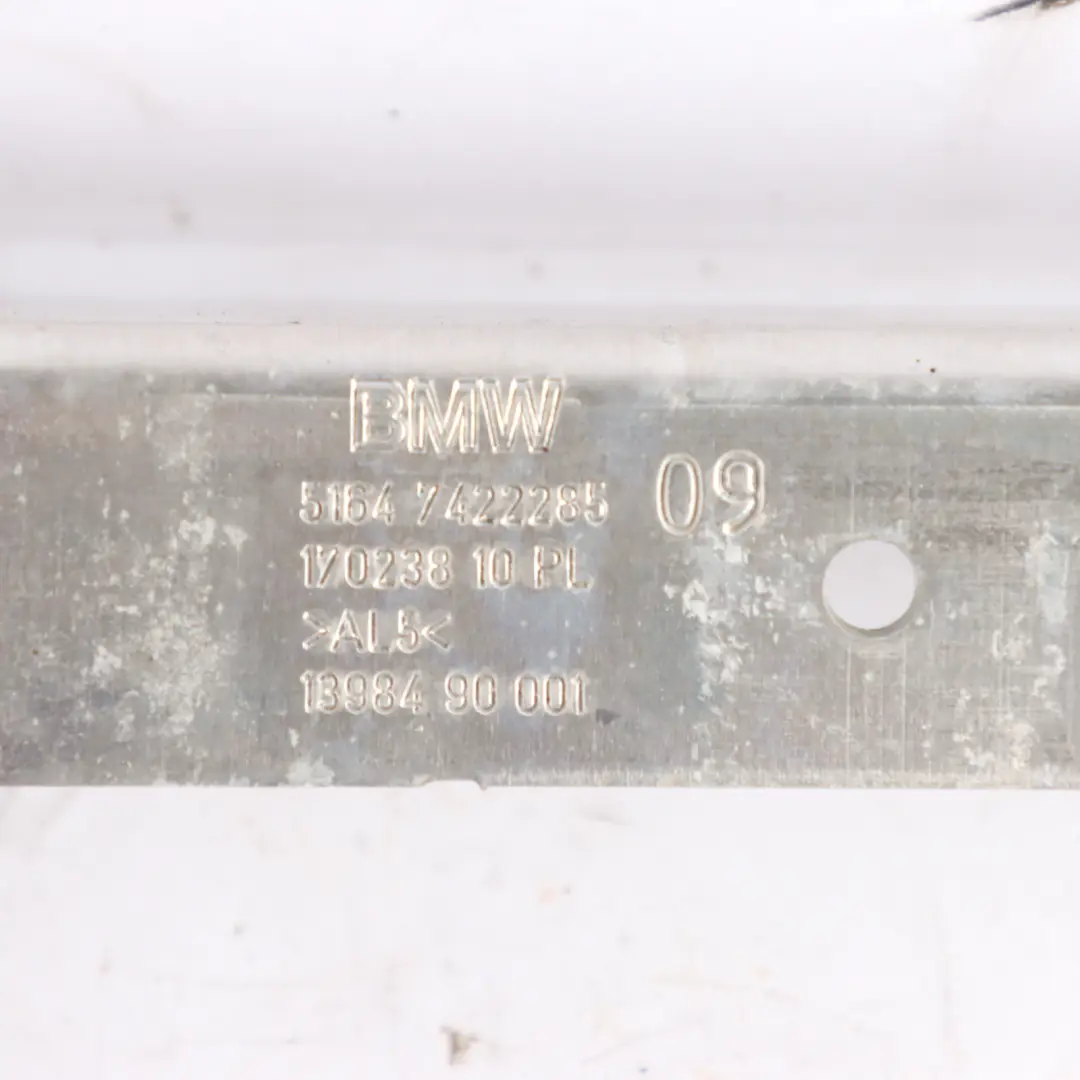 BMW
5164 7422285 09
170238 10 PL
>AL5<
13984 90 001